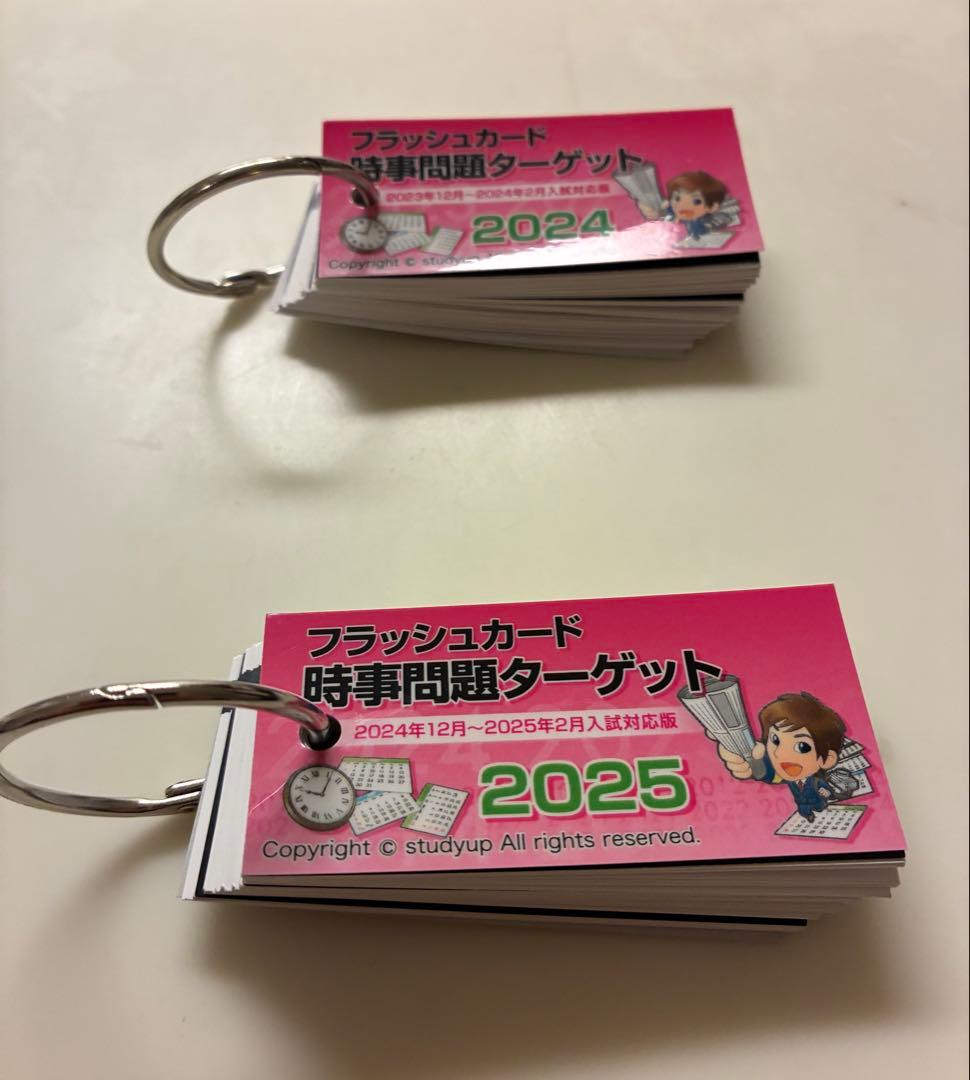 フラッシュカード
時事問題ターゲット
2023年12月～2024年2月入試対応版
2024
Copyright © studyup
フラッシュカード
時事問題ターゲット
2024年12月～2025年2月入試対応版
2025
Copyright © studyup All rights reserved.